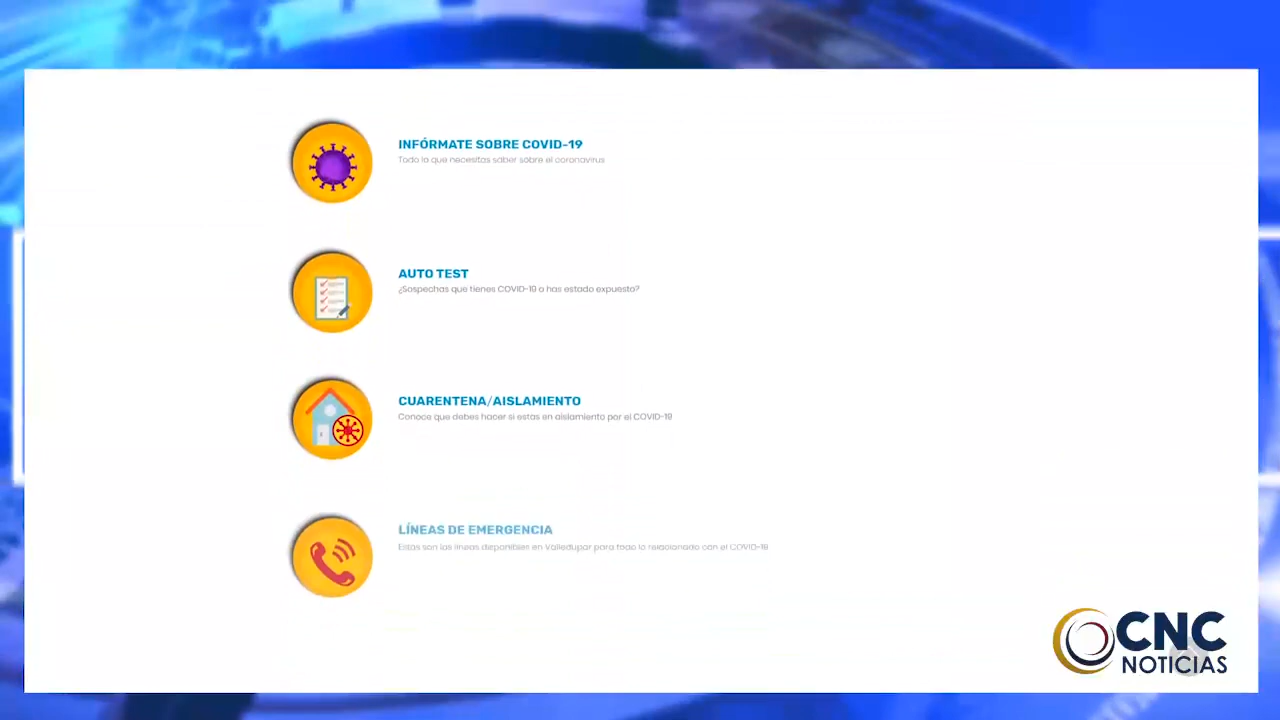 INFÓRMATE SOBRE COVID-19
Todo lo que necesitas saber sobre el coronavirus
AUTO TEST
¿Sospechas que tienes COVID-19 o has estado expuesto?
CUARENTENA/AISLAMIENTO
Conoce que debes hacer si estas en aislamiento por el COVID-19
LÍNEAS DE EMERGENCIA
Estas son las líneas disponibles en Valledupar para todo lo relacionado con el COVID-19
CNC
NOTICIAS